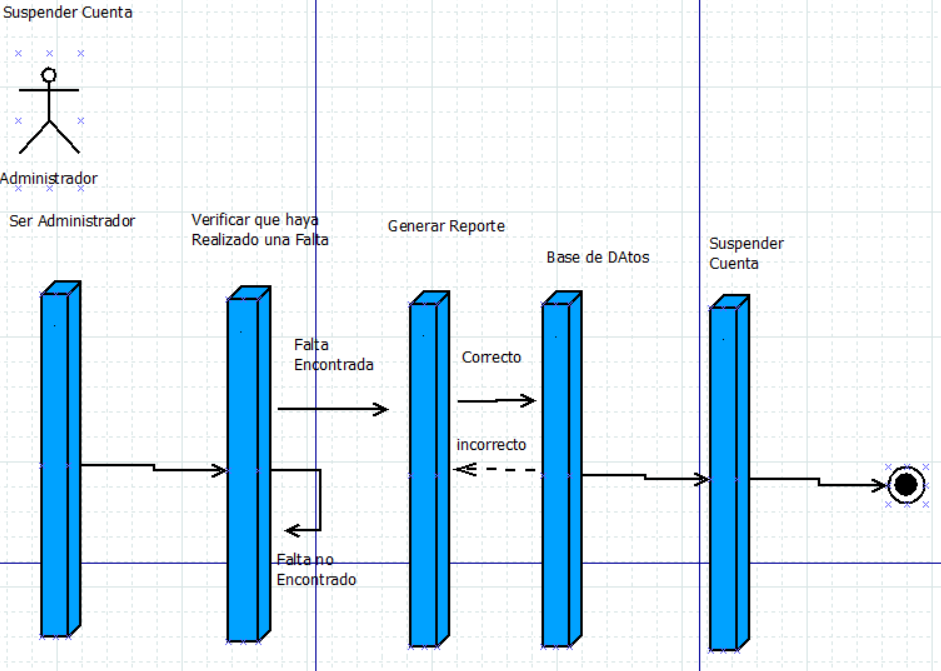 Suspender Cuenta
Administrador
Ser Administrador
Verificar que haya
Realizado una Falta
Generar Reporte
Base de DAtos
Suspender
Cuenta
Falta
Encontrada
Correcto
incorrecto
Falta no
Encontrado